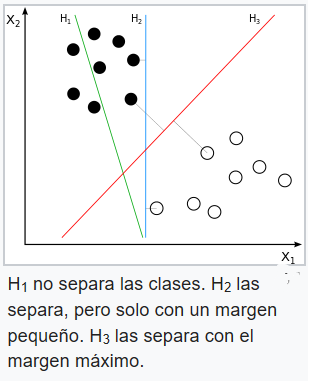 X₂
H₁
H₂
H₃
X₁
H₁ no separa las clases. H₂ las
separa, pero solo con un margen
pequeño. H₃ las separa con el
margen máximo.